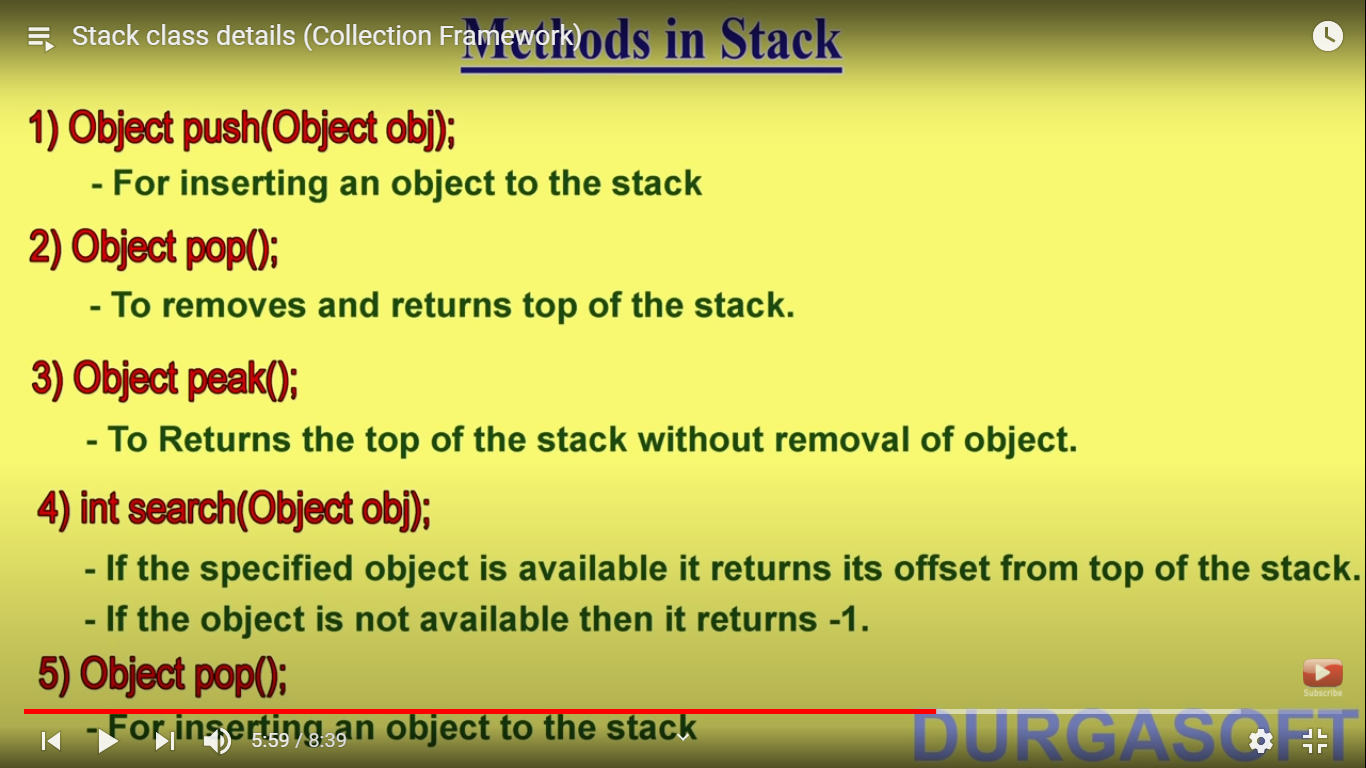 Stack class details (Collection Framework)
Methods in Stack
1) Object push(Object obj);
- For inserting an object to the stack
2) Object pop();
- To removes and returns top of the stack.
3) Object peak();
- To Returns the top of the stack without removal of object.
4) int search(Object obj);
- If the specified object is available it returns its offset from top of the stack.
- If the object is not available then it returns -1.
5) Object pop();
- For inserting an object to the stack
Subscribe
5:59 / 8:39
DURGASOFT